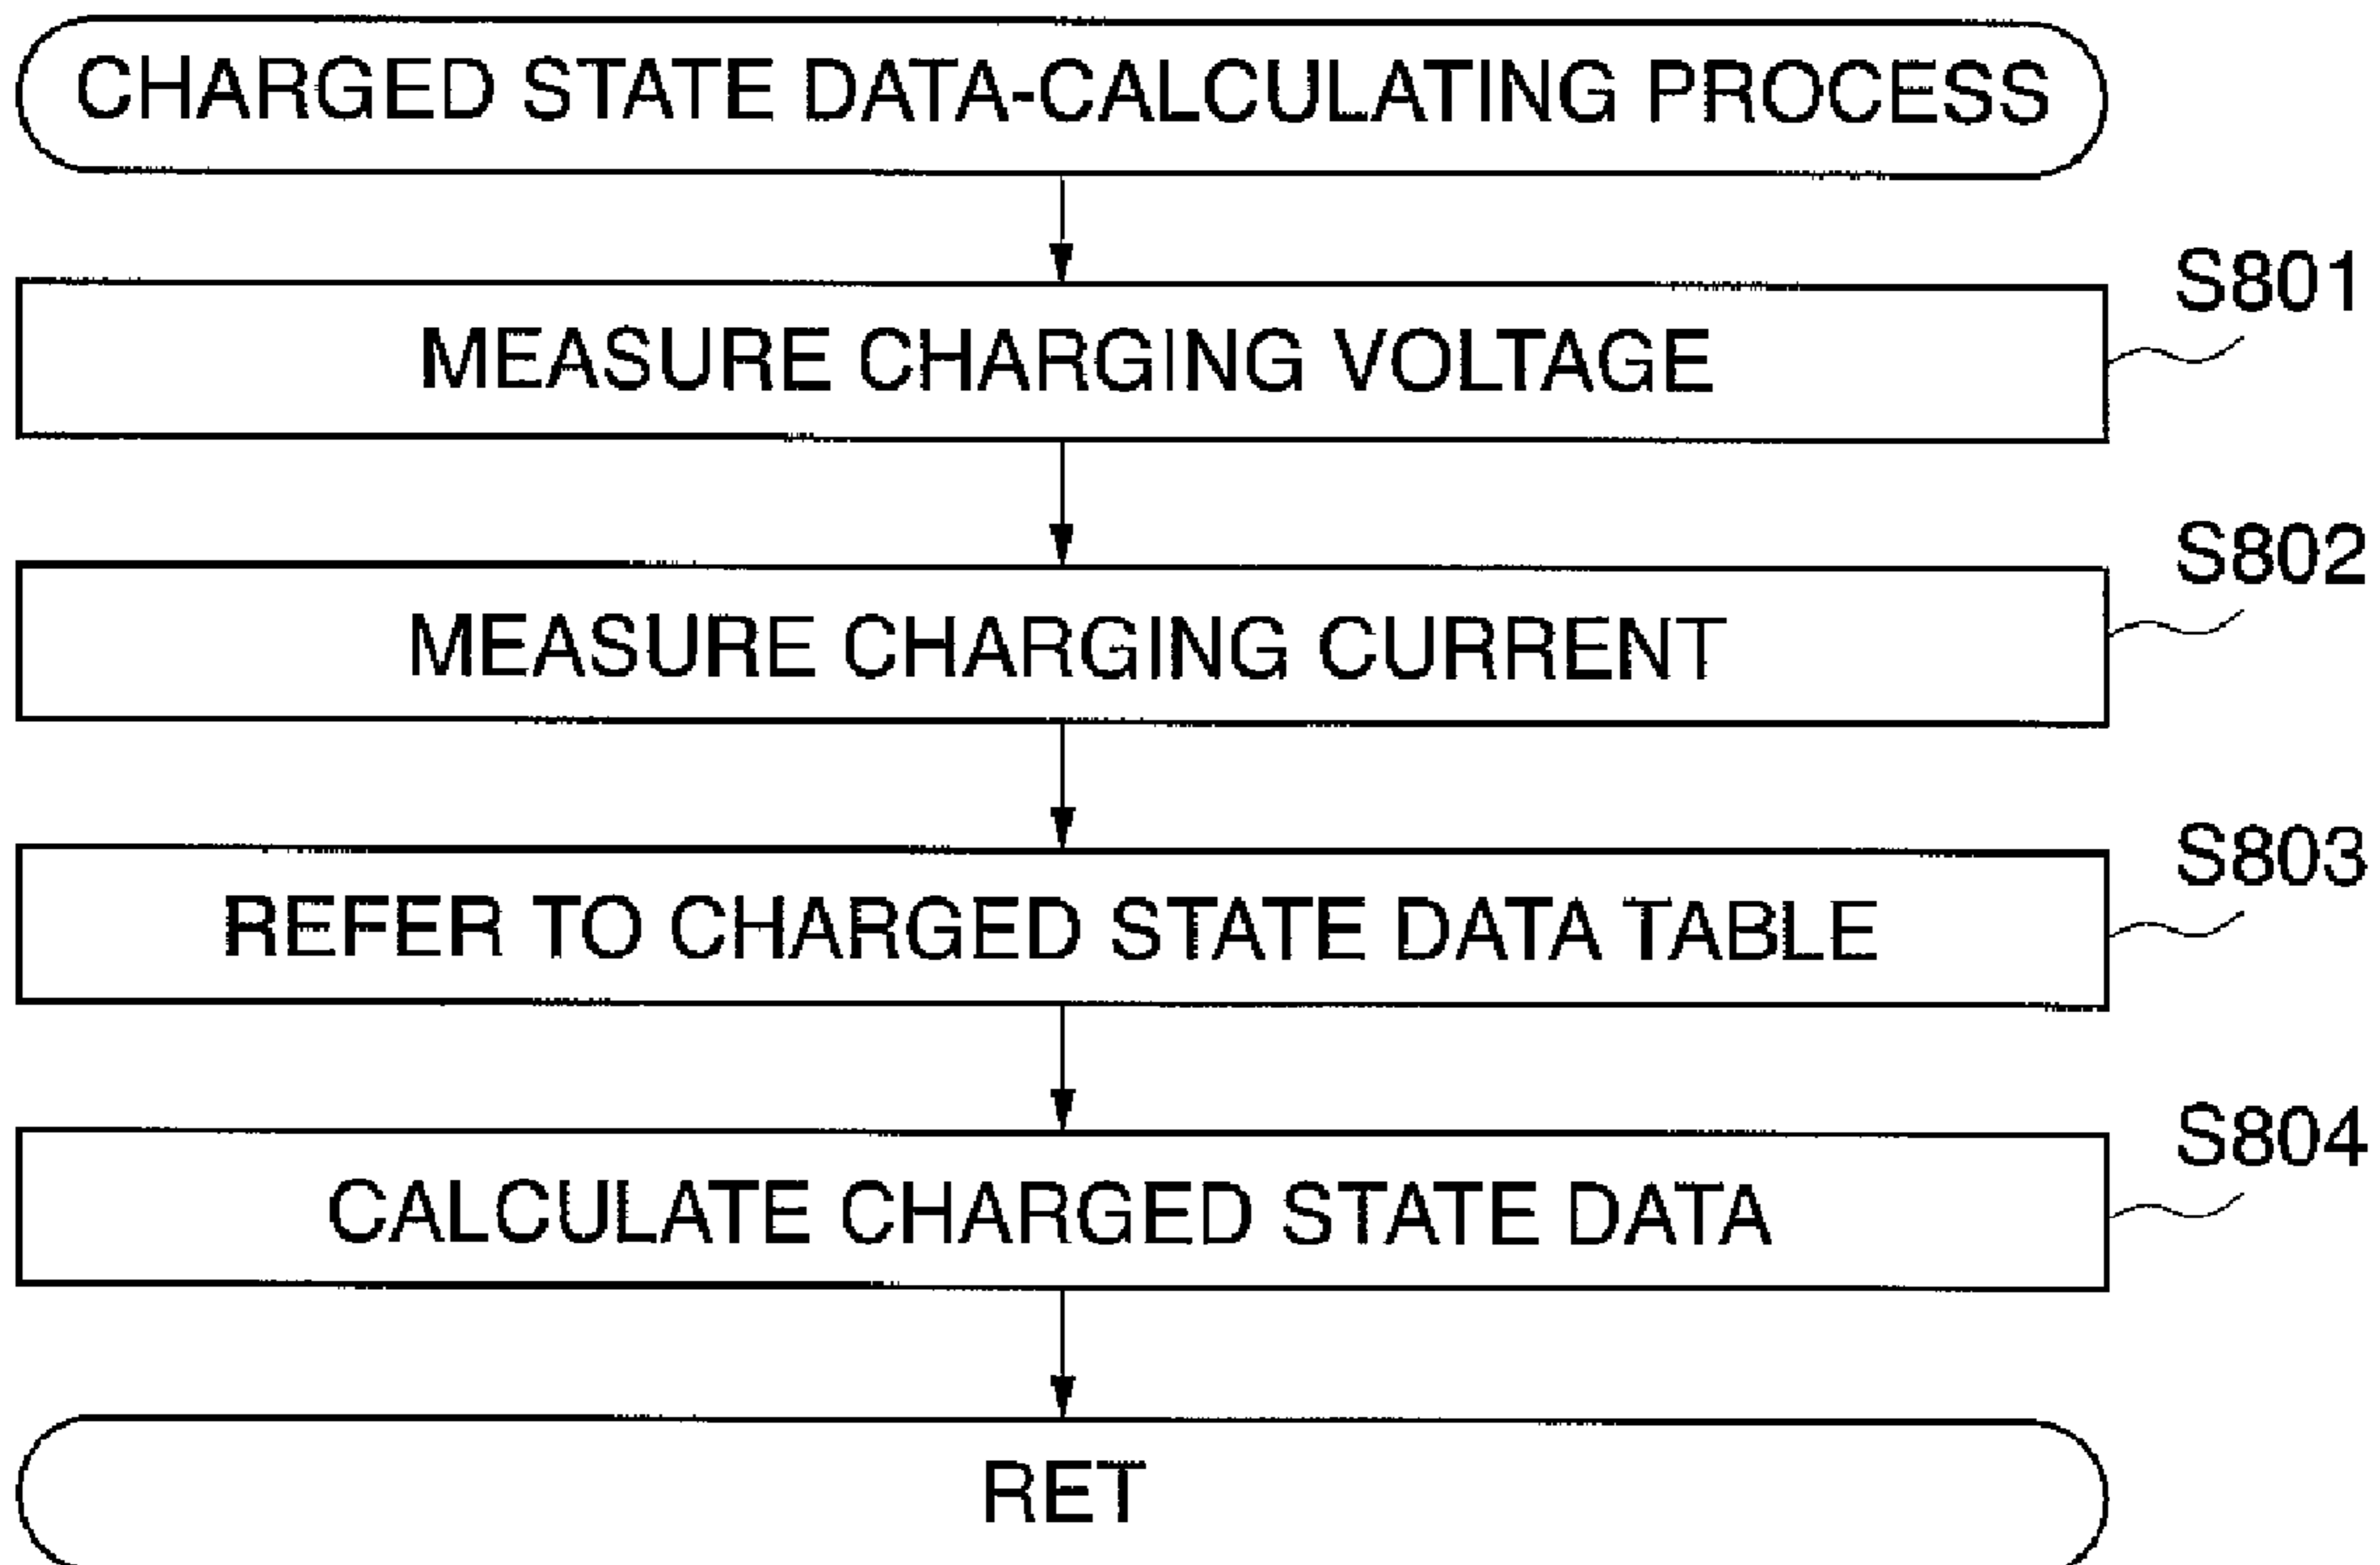 CHARGED STATE DATA-CALCULATING PROCESS
S801
MEASURE CHARGING VOLTAGE
S802
MEASURE CHARGING CURRENT
S803
REFER TO CHARGED STATE DATA TABLE
S804
CALCULATE CHARGED STATE DATA
RET